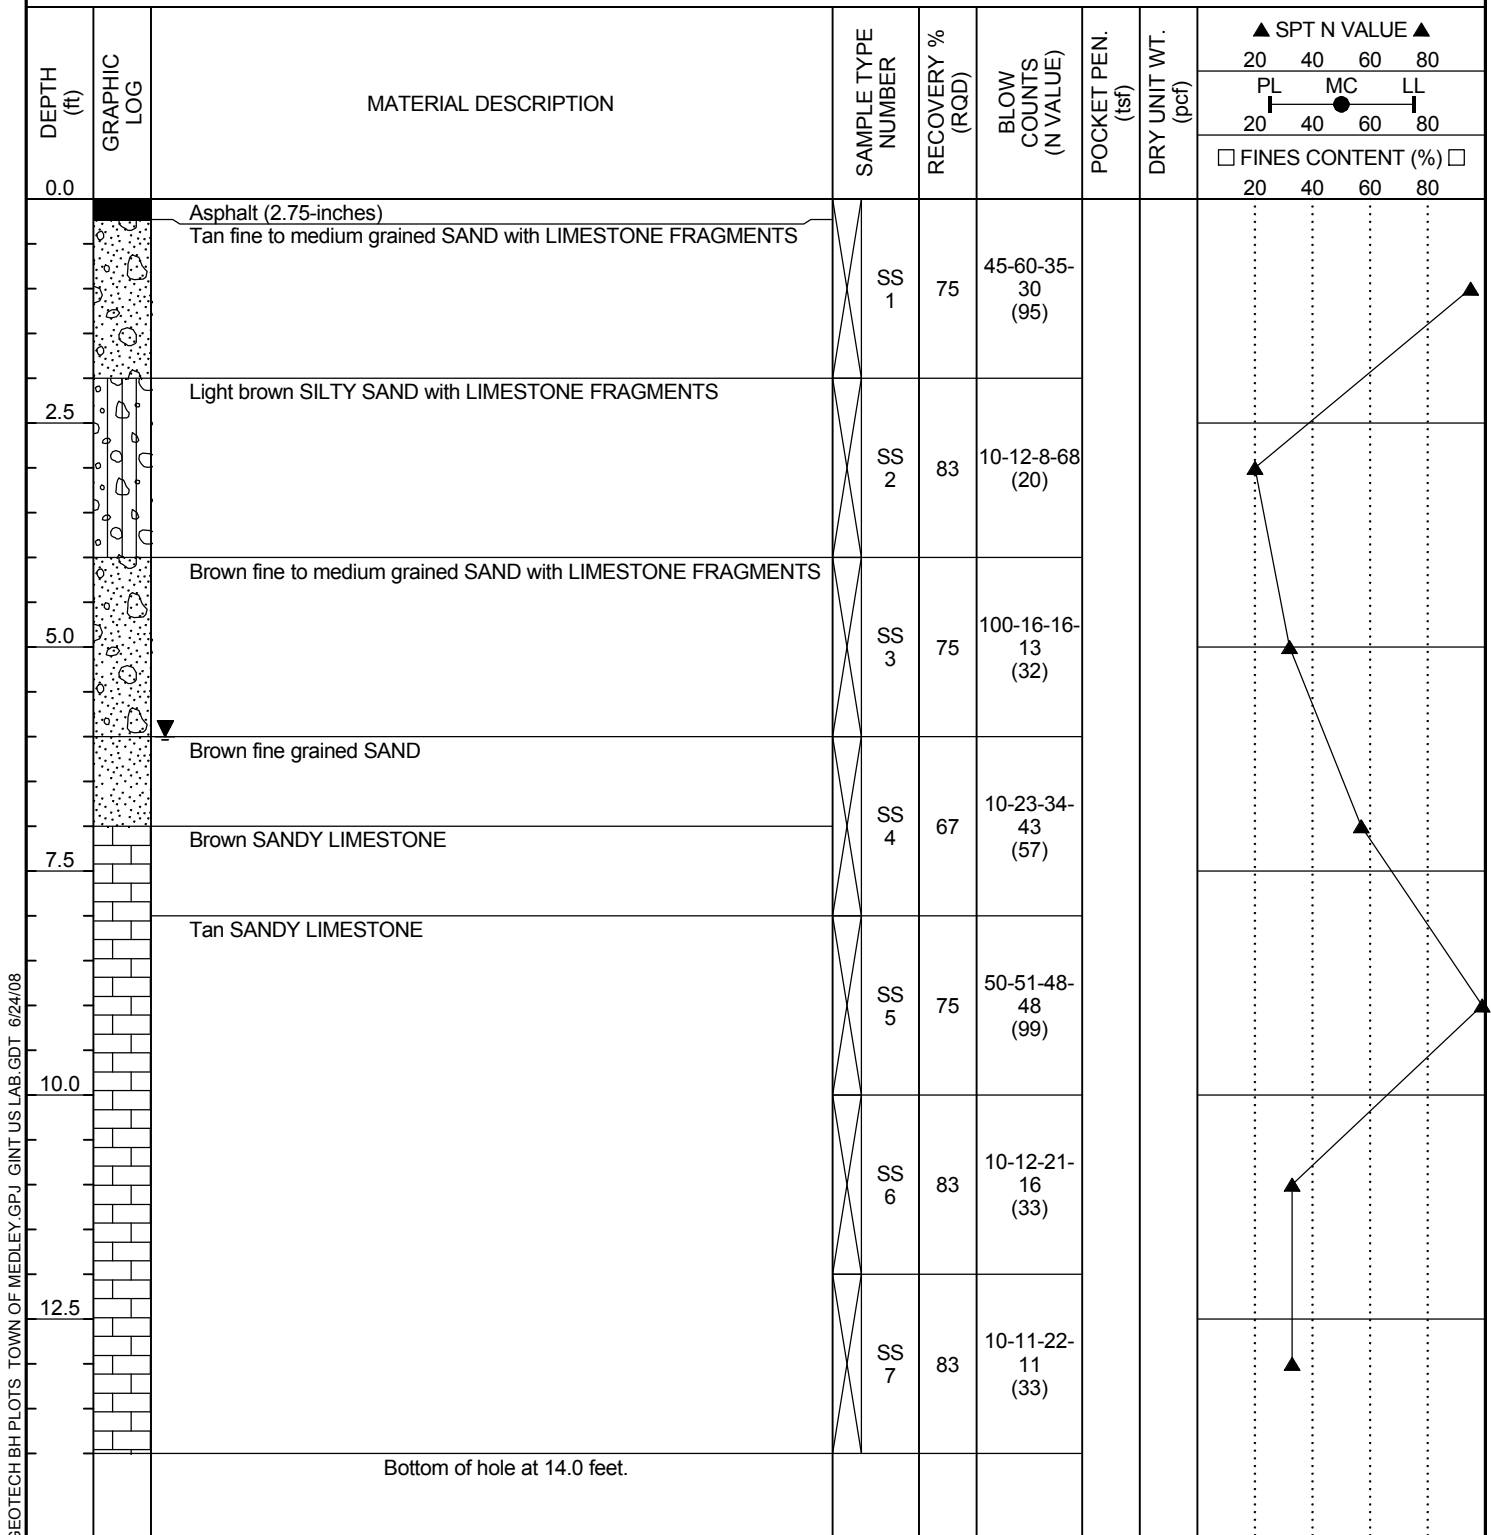 DEPTH
(ft)
GRAPHIC
LOG
MATERIAL DESCRIPTION
SAMPLE TYPE
NUMBER
RECOVERY %
(RQD)
BLOW
COUNTS
(N VALUE)
POCKET PEN.
(tsf)
DRY UNIT WT.
(pcf)
▲ SPT N VALUE ▲
20 40 60 80
PL MC LL
20 40 60 80
□ FINES CONTENT (%) □
20 40 60 80
0.0
Asphalt (2.75-inches)
Tan fine to medium grained SAND with LIMESTONE FRAGMENTS
SS
1
75
45-60-35-
30
(95)
Light brown SILTY SAND with LIMESTONE FRAGMENTS
2.5
SS
2
83
10-12-8-68
(20)
Brown fine to medium grained SAND with LIMESTONE FRAGMENTS
5.0
SS
3
75
100-16-16-
13
(32)
Brown fine grained SAND
SS
4
67
10-23-34-
43
(57)
Brown SANDY LIMESTONE
7.5
Tan SANDY LIMESTONE
SS
5
75
50-51-48-
48
(99)
10.0
SS
6
83
10-12-21-
16
(33)
12.5
SS
7
83
10-11-22-
11
(33)
Bottom of hole at 14.0 feet.
GEOTECH BH PLOTS TOWN OF MEDLEY.GPJ GINT US LAB.GDT 6/24/08